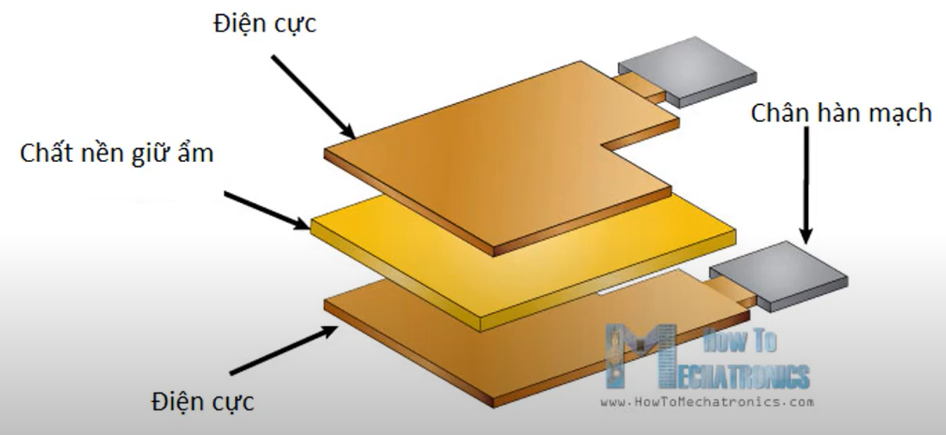 Điện cực
Chân hàn mạch
Chất nền giữ ẩm
Điện cực
How To
Mechatronics
www.HowToMechatronics.com